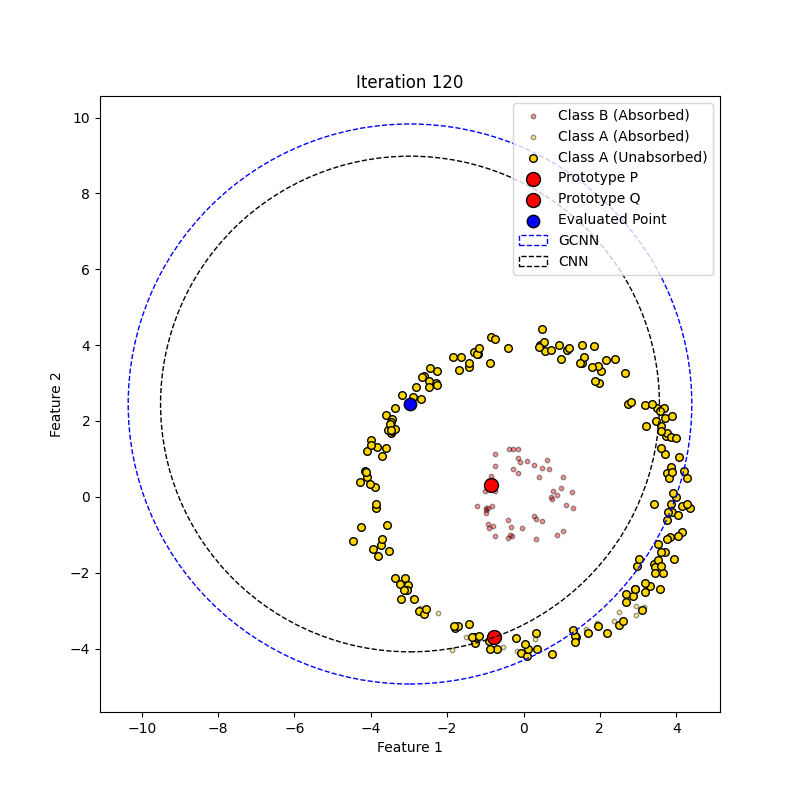 Iteration 120
Class B (Absorbed)
Class A (Absorbed)
Class A (Unabsorbed)
Prototype P
Prototype Q
Evaluated Point
GCNN
CNN
10
8
6
4
2
0
−2
−4
Feature 2
−10
−8
−6
−4
−2
0
2
4
Feature 1